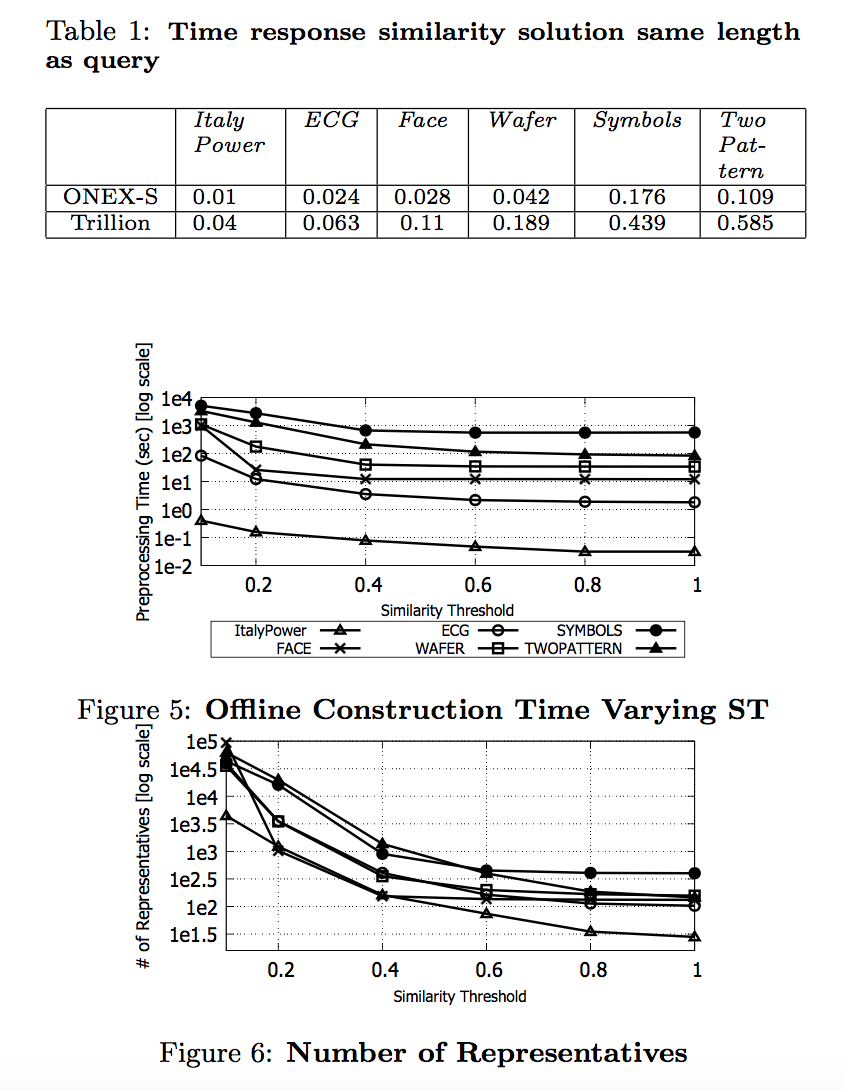 Table 1: Time response similarity solution same length
as query
Italy Power ECG Face Wafer Symbols Two Pat- tern
ONEX-S 0.01 0.024 0.028 0.042 0.176 0.109
Trillion 0.04 0.063 0.11 0.189 0.439 0.585
Preprocessing Time (sec) [log scale]
1e4
1e3
1e2
1e1
1e0
1e-1
1e-2
0.2 0.4 0.6 0.8 1
Similarity Threshold
ItalyPower ECG SYMBOLS
FACE WAFER TWOPATTERN
Figure 5: Offline Construction Time Varying ST
# of Representatives [log scale]
1e5
1e4.5
1e4
1e3.5
1e3
1e2.5
1e2
1e1.5
0.2 0.4 0.6 0.8 1
Similarity Threshold
Figure 6: Number of Representatives